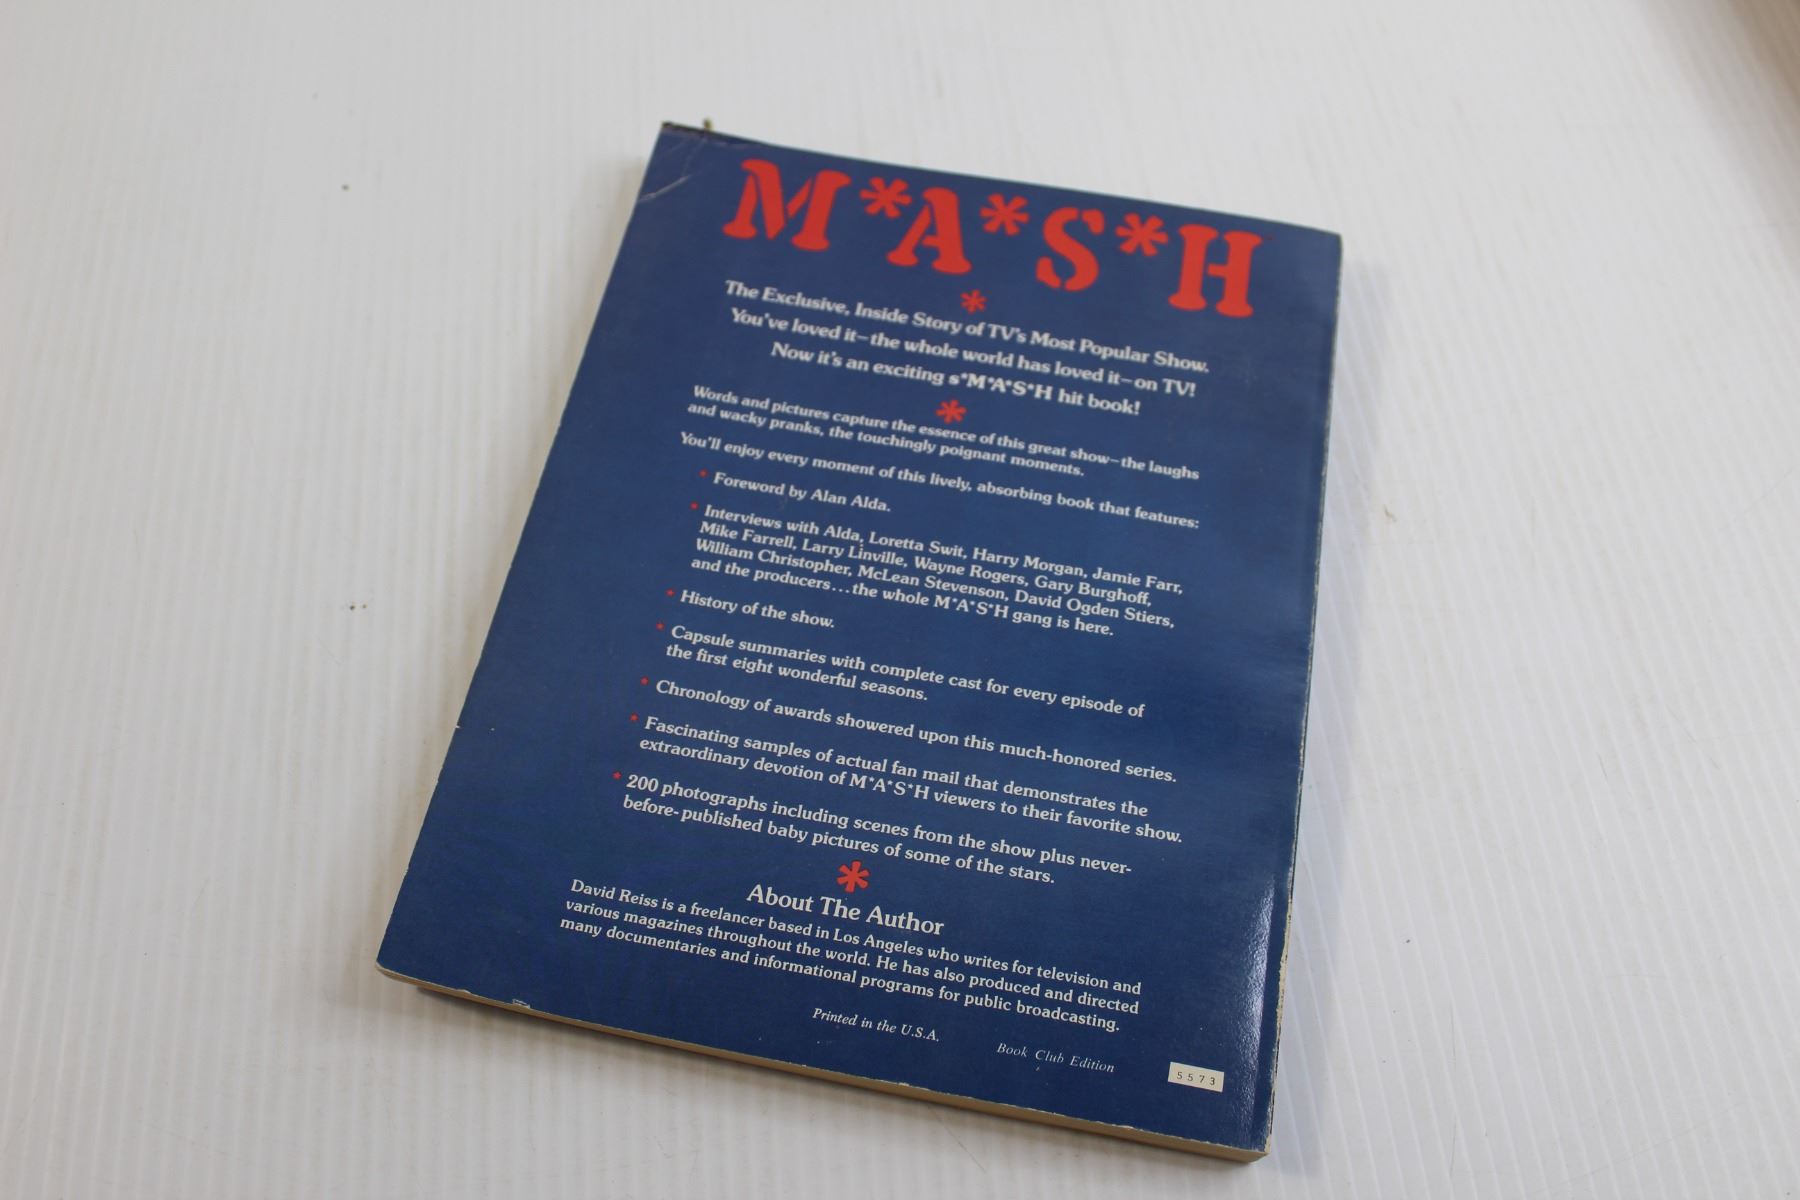 M*A*S*H
*
The Exclusive, Inside Story of TV's Most Popular Show.
You've loved it—the whole world has loved it—on TV!
Now it's an exciting s*M*A*S*H hit book!
*
Words and pictures capture the essence of this great show—the laughs
and wacky pranks, the touchingly poignant moments.
You'll enjoy every moment of this lively, absorbing book that features:
* Foreword by Alan Alda.
* Interviews with Alda, Loretta Swit, Harry Morgan, Jamie Farr,
Mike Farrell, Larry Linville, Wayne Rogers, Gary Burghoff,
William Christopher, McLean Stevenson, David Ogden Stiers,
and the producers...the whole M*A*S*H gang is here.
* History of the show.
* Capsule summaries with complete cast for every episode of
the first eight wonderful seasons.
* Chronology of awards showered upon this much-honored series.
* Fascinating samples of actual fan mail that demonstrates the
extraordinary devotion of M*A*S*H viewers to their favorite show.
* 200 photographs including scenes from the show plus never-
before-published baby pictures of some of the stars.
*
About The Author
David Reiss is a freelancer based in Los Angeles who writes for television and
various magazines throughout the world. He has also produced and directed
many documentaries and informational programs for public broadcasting.
Printed in the U.S.A.
Book Club Edition
5573